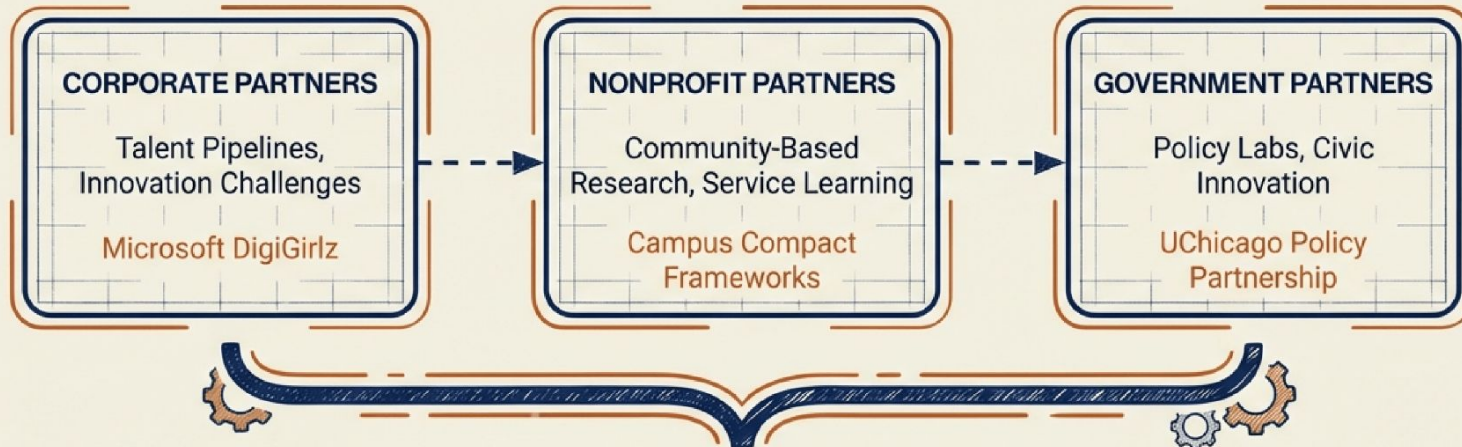 CORPORATE PARTNERS
Talent Pipelines,
Innovation Challenges
Microsoft DigiGirlz
NONPROFIT PARTNERS
Community-Based
Research, Service Learning
Campus Compact
Frameworks
GOVERNMENT PARTNERS
Policy Labs, Civic
Innovation
UChicago Policy
Partnership